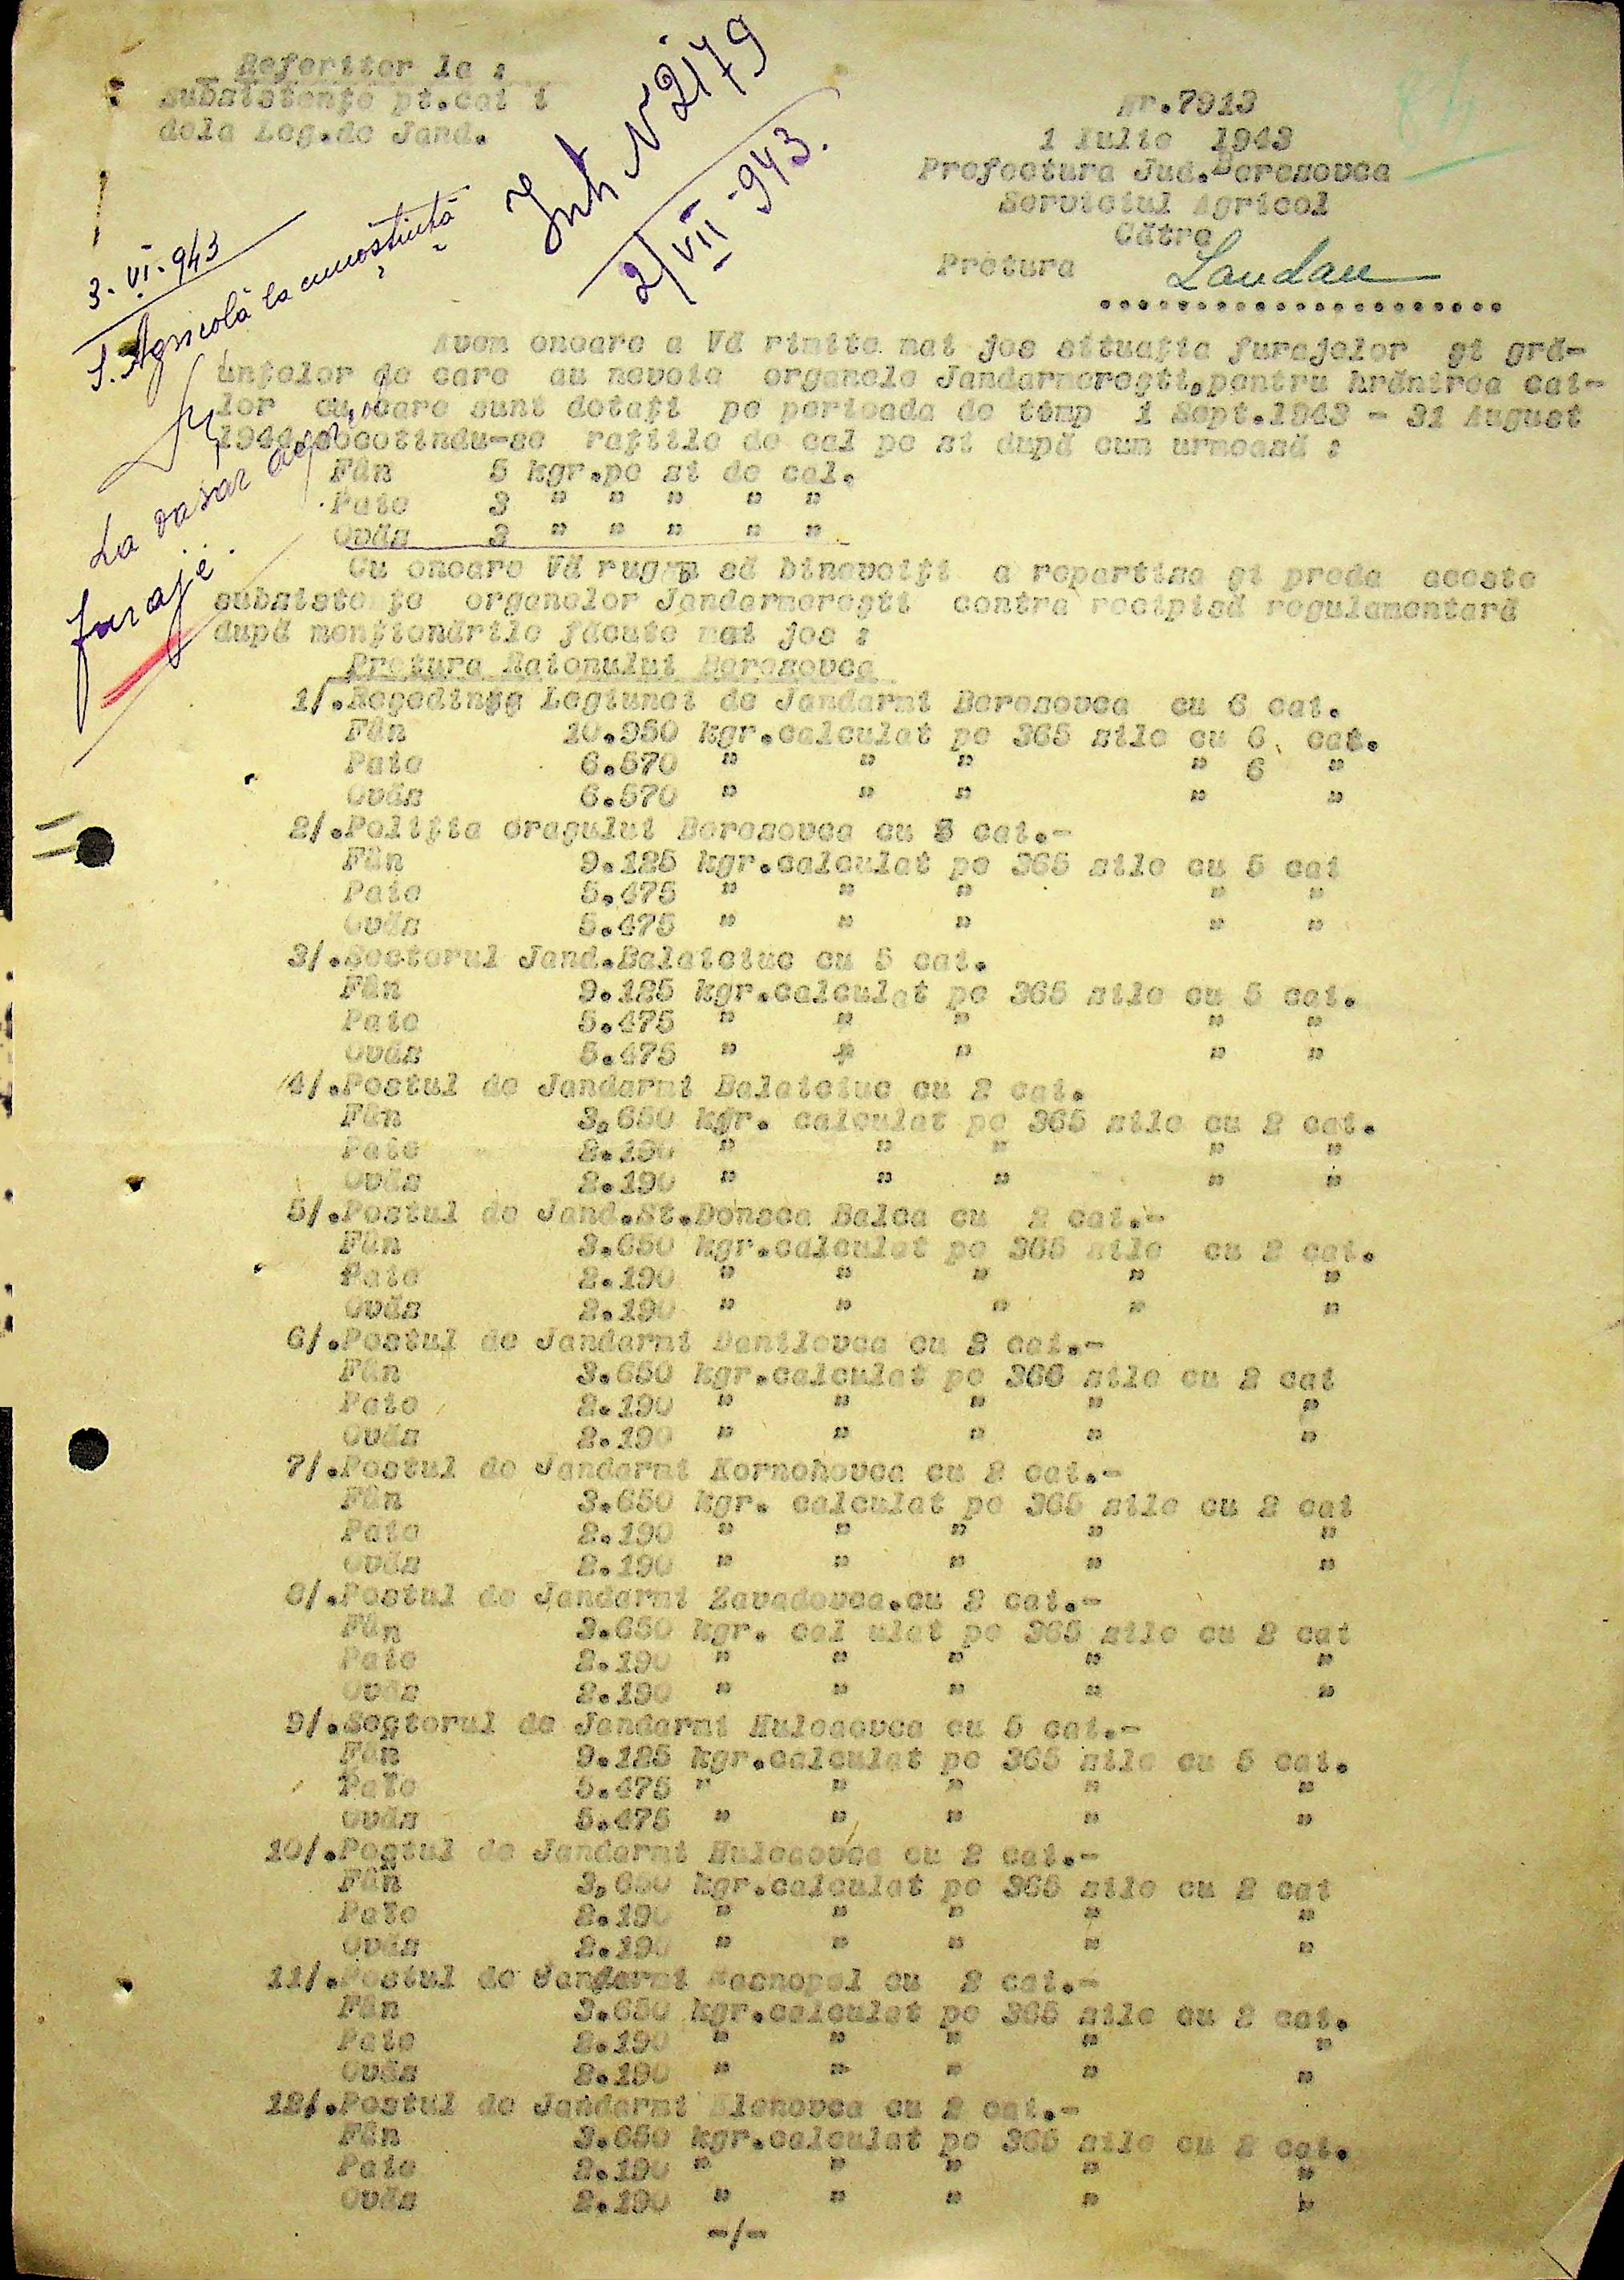 Referitor la :
subzistențe pt.cai i
dela Leg.de Jand.
Inh N 2179
2/VII-943.
84
nr.7913
1 Iulie 1943
Prefectura Jud.Berezovca
Serviciul Agricol
Către
Pretura Landau
3.VI.943
S. Agricolă la cunoștiință
La dosar
furaje.
Avem onoare a Vă rimite mai jos situația furajelor și gră-
unțelor de care au nevoie organele Jandarmerești,pentru hrănirea cai-
lor cu care sunt dotați pe perioada de timp 1 Sept.1943 - 31 August
1944,socotindu-se rațiile de cal pe zi după cum urmează :
Fân 5 kgr.pe zi de cal.
Paie 3 " " " " "
Ovăz 3 " " " " "
Cu onoare Vă rugăm să binevoiți a repartiza și preda aceste
subzistențe organelor Jandarmerești contra recipisă regulamentară
după menționările făcute mai jos :
Pretura Raionului Berezovca
1/.Reședința Legiunei de Jandarmi Berezovca cu 6 cai.
Fân 10.950 kgr.calculat pe 365 zile cu 6 cai.
Paie 6.570 " " " " 6 "
Ovăz 6.570 " " " " "
2/.Poliția orașului Berezovca cu 5 cai.-
Fân 9.125 kgr.calculat pe 365 zile cu 5 cai
Paie 5.475 " " " " "
Ovăz 5.475 " " " " "
3/.Sectorul Jand.Balaiciuc cu 5 cai.
Fân 9.125 kgr.calculat pe 365 zile cu 5 cai.
Paie 5.475 " " " " "
Ovăz 5.475 " " " " "
4/.Postul de Jandarmi Balaiciuc cu 2 cai.
Fân 3,650 kgr. calculat pe 365 zile cu 2 cai.
Paie 2.190 " " " " "
Ovăz 2.190 " " " " "
5/.Postul de Jand.St.Donsca Balca cu 2 cai.-
Fân 3.650 kgr.calculat pe 365 zile cu 2 cai.
Paie 2.190 " " " " "
Ovăz 2.190 " " " " "
6/.Postul de Jandarmi Danilovca cu 2 cai.-
Fân 3.650 kgr.calculat pe 365 zile cu 2 cai
Paie 2.190 " " " " "
Ovăz 2.190 " " " " "
7/.Postul de Jandarmi Kornohovca cu 2 cai.-
Fân 3.650 kgr. calculat pe 365 zile cu 2 cai
Paie 2.190 " " " " "
Ovăz 2.190 " " " " "
8/.Postul de Jandarmi Zavadovca.cu 2 cai.-
Fân 3.650 kgr. cal ulat pe 365 zile cu 2 cai
Paie 2.190 " " " " "
Ovăz 2.190 " " " " "
9/.Sectorul de Jandarmi Huleaovca cu 5 cai.-
Fân 9.125 kgr.calculat pe 365 zile cu 5 cai.
Paie 5.475 " " " " "
Ovăz 5.475 " " " " "
10/.Postul de Jandarmi Huleaovca cu 2 cai.-
Fân 3,650 kgr.calculat pe 365 zile cu 2 cai
Paie 2.190 " " " " "
Ovăz 2.190 " " " " "
11/.Postul de Jandarmi cu 2 cai.-
Fân 3.650 kgr.calculat pe 365 zile cu 2 cai.
Paie 2.190 " " " " "
Ovăz 2.190 " " " " "
12/.Postul de Jandarmi Elenovca cu 2 cai.-
Fân 3.650 kgr.calculat pe 365 zile cu 2 cai.
Paie 2.190 " " " " "
Ovăz 2.190 " " " " "
-/-